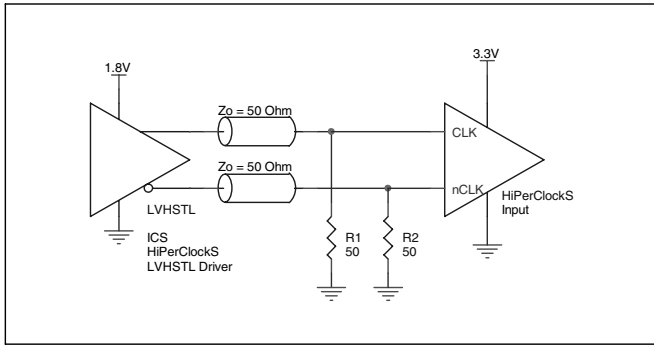 1.8V
3.3V
Zo = 50 Ohm
CLK
Zo = 50 Ohm
nCLK
HiPerClockS
Input
LVHSTL
ICS
HiPerClockS
LVHSTL Driver
R1
50
R2
50